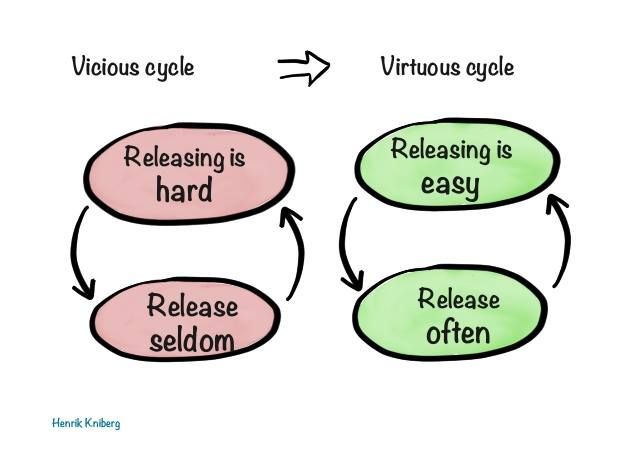 Vicious cycle
Virtuous cycle
Releasing is
hard
Releasing is
easy
Release
seldom
Release
often
Henrik Kniberg